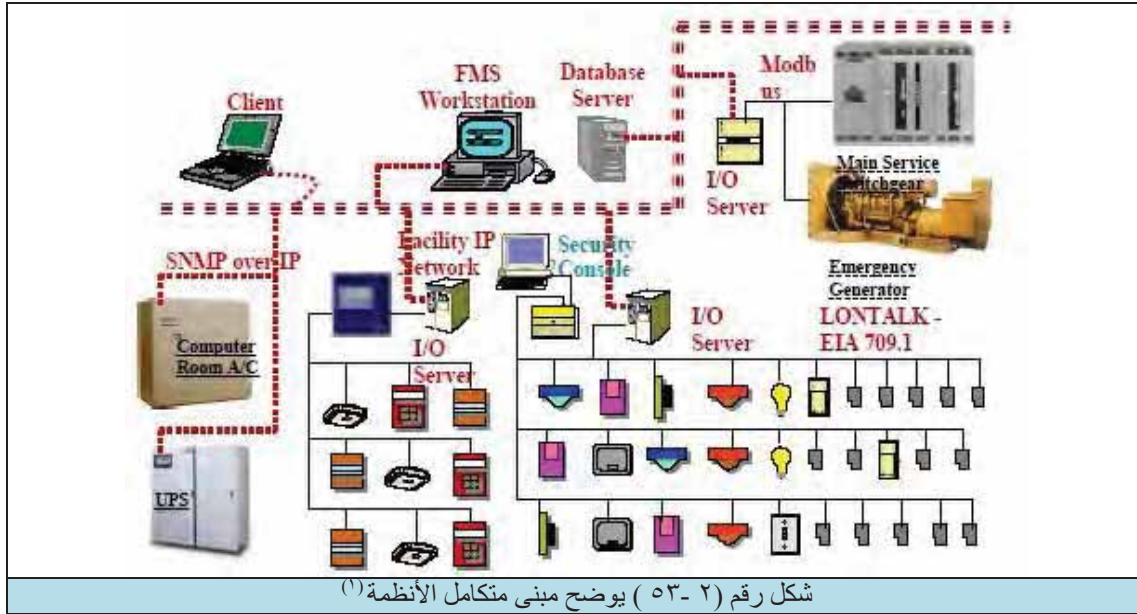 FMS
Workstation
Database
Server
Modb
us
Client
Main Service
Switchgear
I/O
Server
Facility IP
Network
Security
Console
SNMP over IP
Emergency
Generator
I/O
Server
LONTALK -
EIA 709.1
Computer
Room A/C
I/O
Server
UPS
شكل رقم (٢ -٥٣ ) يوضح مبنى متكامل الأنظمة (١)